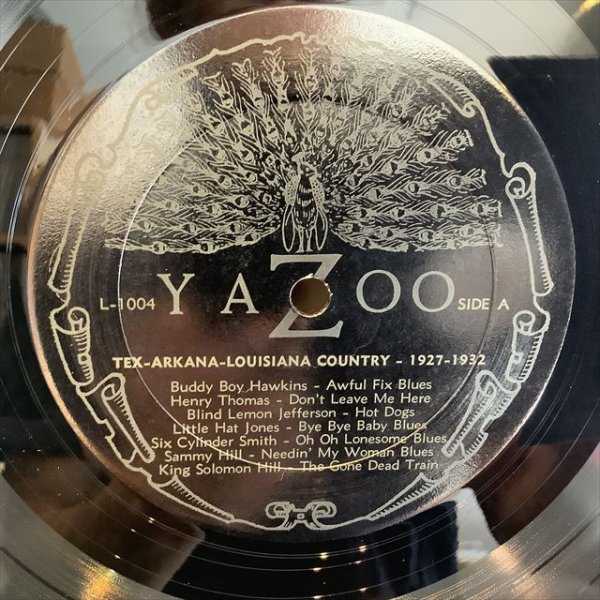 L-1004 YAZOO SIDE A
TEX-ARKANA-LOUISIANA COUNTRY - 1927-1932
Buddy Boy Hawkins - Awful Fix Blues
Henry Thomas - Don't Leave Me Here
Blind Lemon Jefferson - Hot Dogs
Little Hat Jones - Bye Bye Baby Blues
Six Cylinder Smith - Oh Oh Lonesome Blues
Sammy Hill - Needin' My Woman Blues
King Solomon Hill - The Gone Dead Train